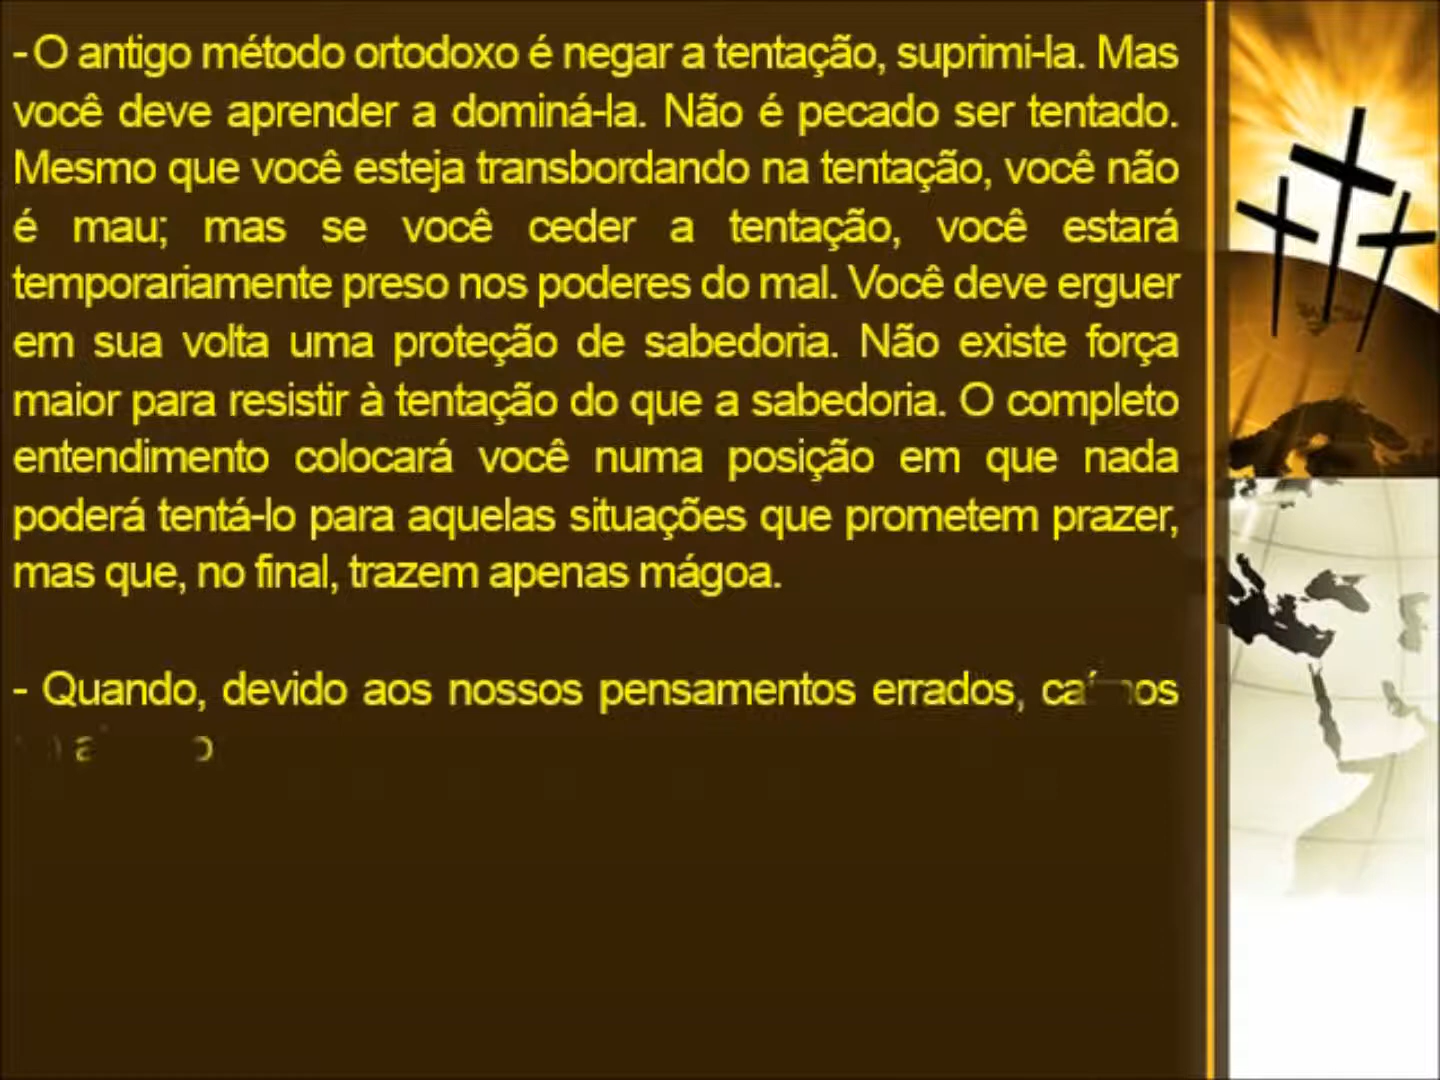 - O antigo método ortodoxo é negar a tentação, suprimi-la. Mas
você deve aprender a dominá-la. Não é pecado ser tentado.
Mesmo que você esteja transbordando na tentação, você não
é mau; mas se você ceder a tentação, você estará
temporariamente preso nos poderes do mal. Você deve erguer
em sua volta uma proteção de sabedoria. Não existe força
maior para resistir à tentação do que a sabedoria. O completo
entendimento colocará você numa posição em que nada
poderá tentá-lo para aquelas situações que prometem prazer,
mas que, no final, trazem apenas mágoa.
- Quando, devido aos nossos pensamentos errados,